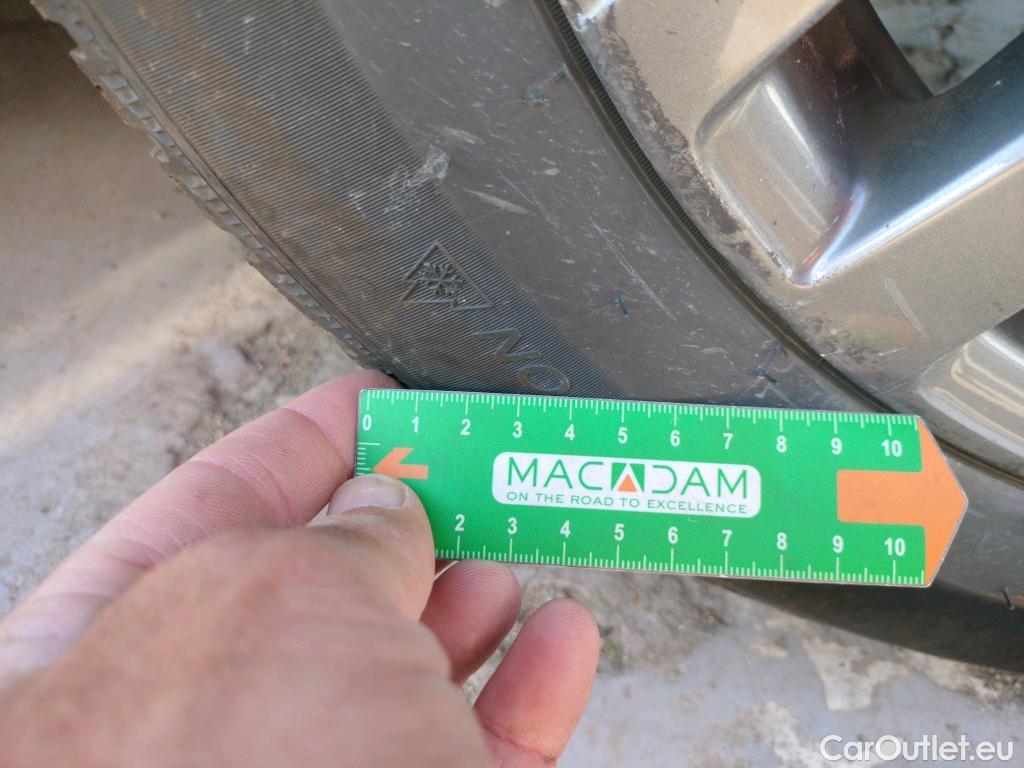 NO
0 1 2 3 4 5 6 7 8 9 10
MACADAM
ON THE ROAD TO EXCELLENCE
2 3 4 5 6 7 8 9 10
CarOutlet.eu